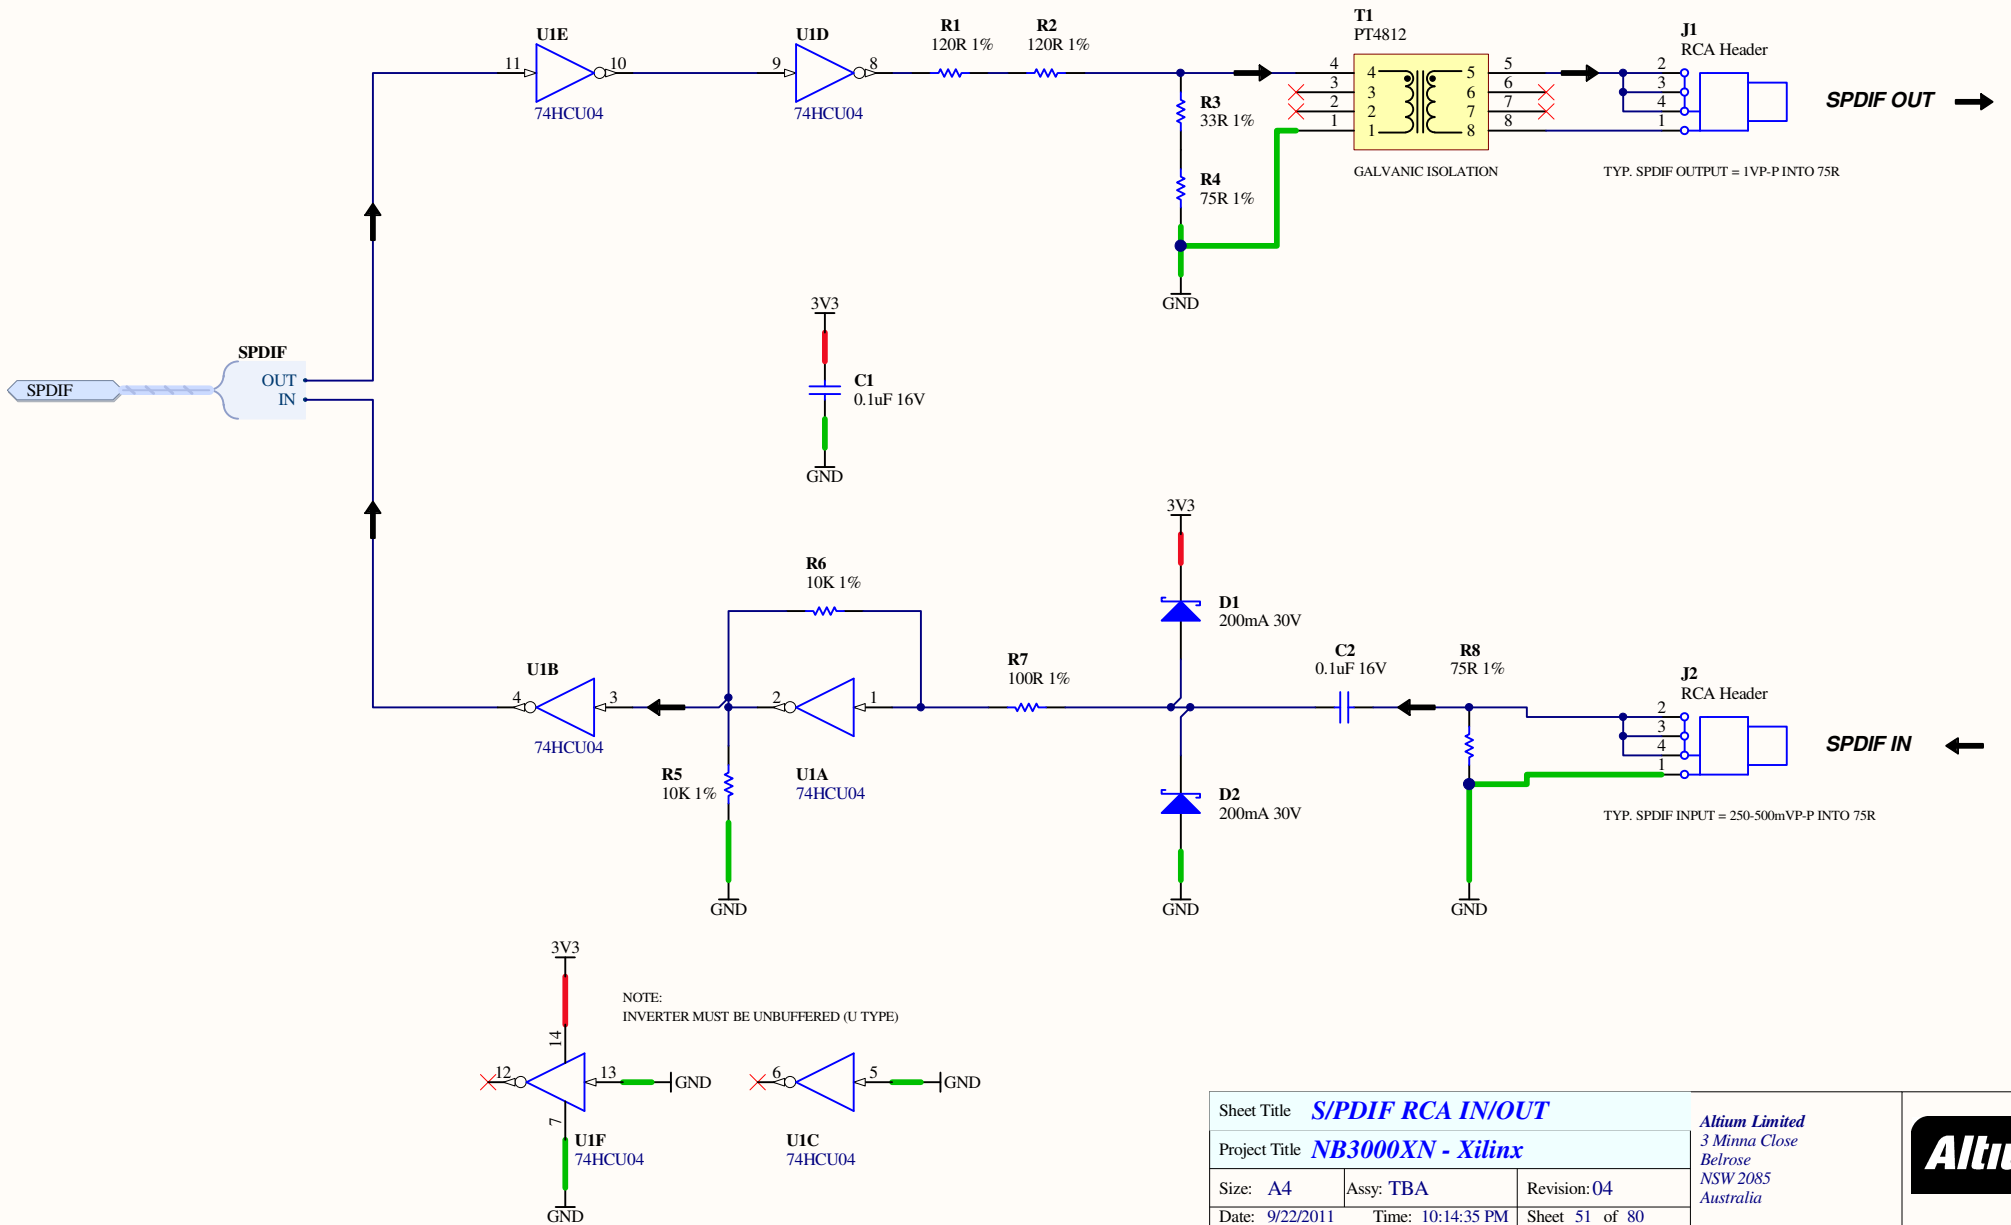 U1E
11
10
74HCU04
U1D
9
8
74HCU04
R1
120R 1%
R2
120R 1%
R3
33R 1%
R4
75R 1%
GND
T1
PT4812
4
3
2
1
4
3
2
1
5
6
7
8
5
6
7
8
GALVANIC ISOLATION
J1
RCA Header
2
3
4
1
SPDIF OUT
TYP. SPDIF OUTPUT = 1VP-P INTO 75R
3V3
C1
0.1uF 16V
GND
SPDIF
SPDIF
OUT
IN
3V3
D1
200mA 30V
R6
10K 1%
U1B
4
3
74HCU04
2
1
R5
10K 1%
U1A
74HCU04
GND
R7
100R 1%
D2
200mA 30V
GND
C2
0.1uF 16V
R8
75R 1%
GND
J2
RCA Header
2
3
4
1
SPDIF IN
TYP. SPDIF INPUT = 250-500mVP-P INTO 75R
3V3
NOTE:
INVERTER MUST BE UNBUFFERED (U TYPE)
14
12
13
GND
7
U1F
74HCU04
GND
6
5
GND
U1C
74HCU04
Sheet Title S/PDIF RCA IN/OUT
Project Title NB3000XN - Xilinx
Size: A4 Assy: TBA Revision: 04
Date: 9/22/2011 Time: 10:14:35 PM Sheet 51 of 80
Altium Limited
3 Minna Close
Belrose
NSW 2085
Australia